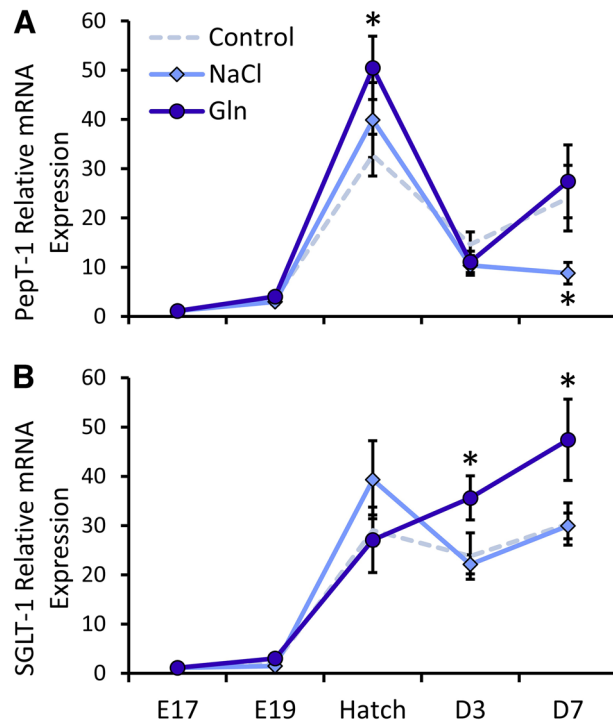 A
PepT-1 Relative mRNA
Expression
60
50
40
30
20
10
0
Control
NaCl
Gln
*
*
B
SGLT-1 Relative mRNA
Expression
60
50
40
30
20
10
0
*
*
E17 E19 Hatch D3 D7